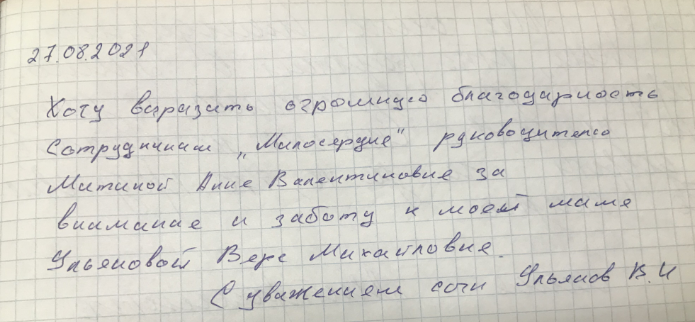 27.08.2021
Хочу выразить огромную благодарность
сотрудникам „Милосердие" руководителю
Митиной Анне Валентиновне за
внимание и заботу к моей маме
Ульяновой Вере Михайловне.
С уважением сын Ульянов В.И